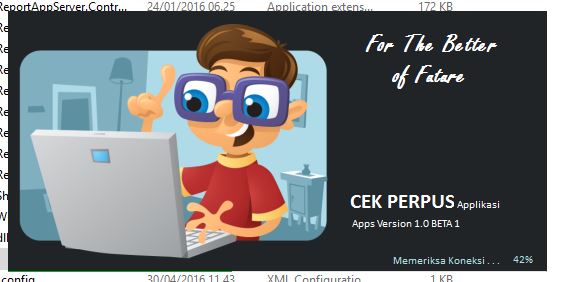 ReportAppServer.Contr... 24/01/2016 06.25 Application extens... 172 KB
For The Better
of Future
CEK PERPUS Applikasi
Apps Version 1.0 BETA 1
Memeriksa Koneksi . . . 42%
.config 30/04/2016 11.43 XML Configuratio... 1 KB